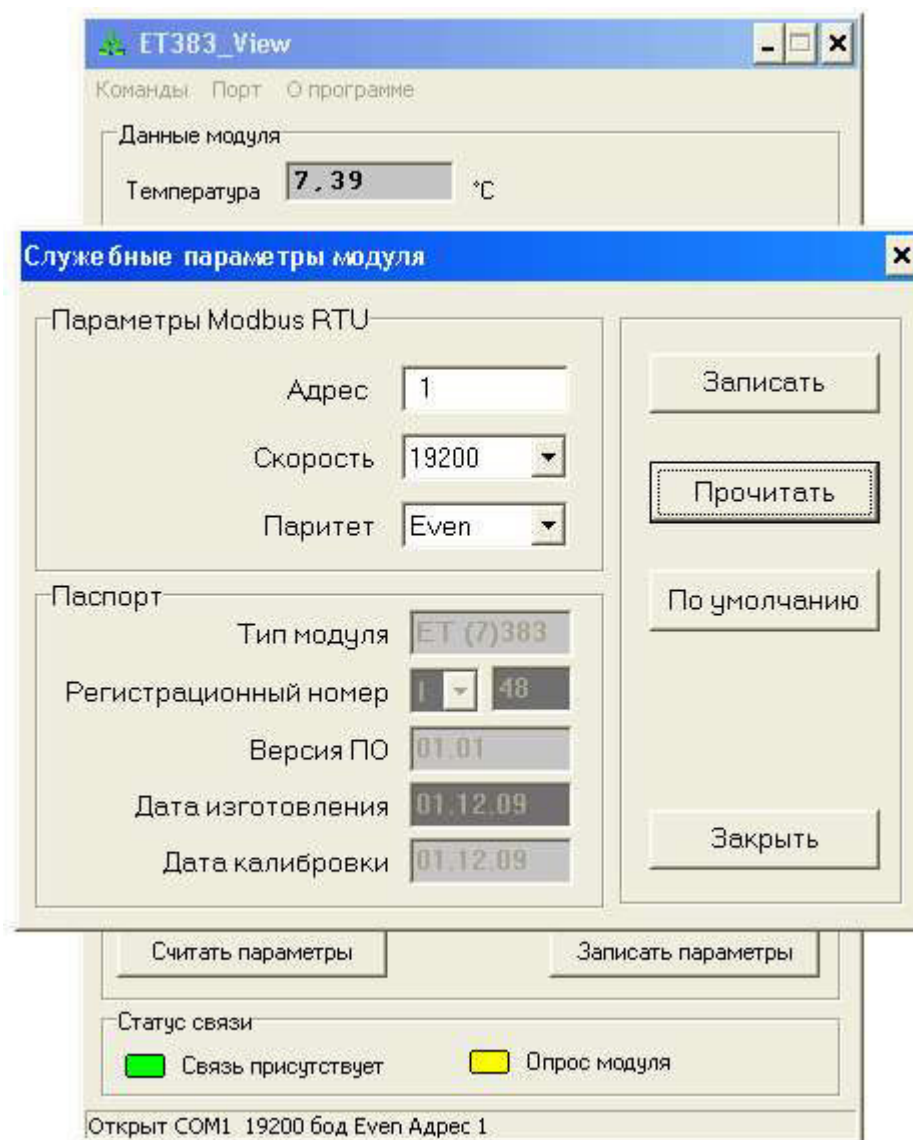 ET383_View
Команды Порт О программе
Данные модуля
Температура 7,39 °C
Служебные параметры модуля
Параметры Modbus RTU
Адрес 1
Скорость 19200
Паритет Even
Записать
Прочитать
По умолчанию
Закрыть
Паспорт
Тип модуля ET (7)383
Регистрационный номер I 48
Версия ПО 01.01
Дата изготовления 01.12.09
Дата калибровки 01.12.09
Считать параметры Записать параметры
Статус связи
Связь присутствует Опрос модуля
Открыт COM1 19200 бод Even Адрес 1